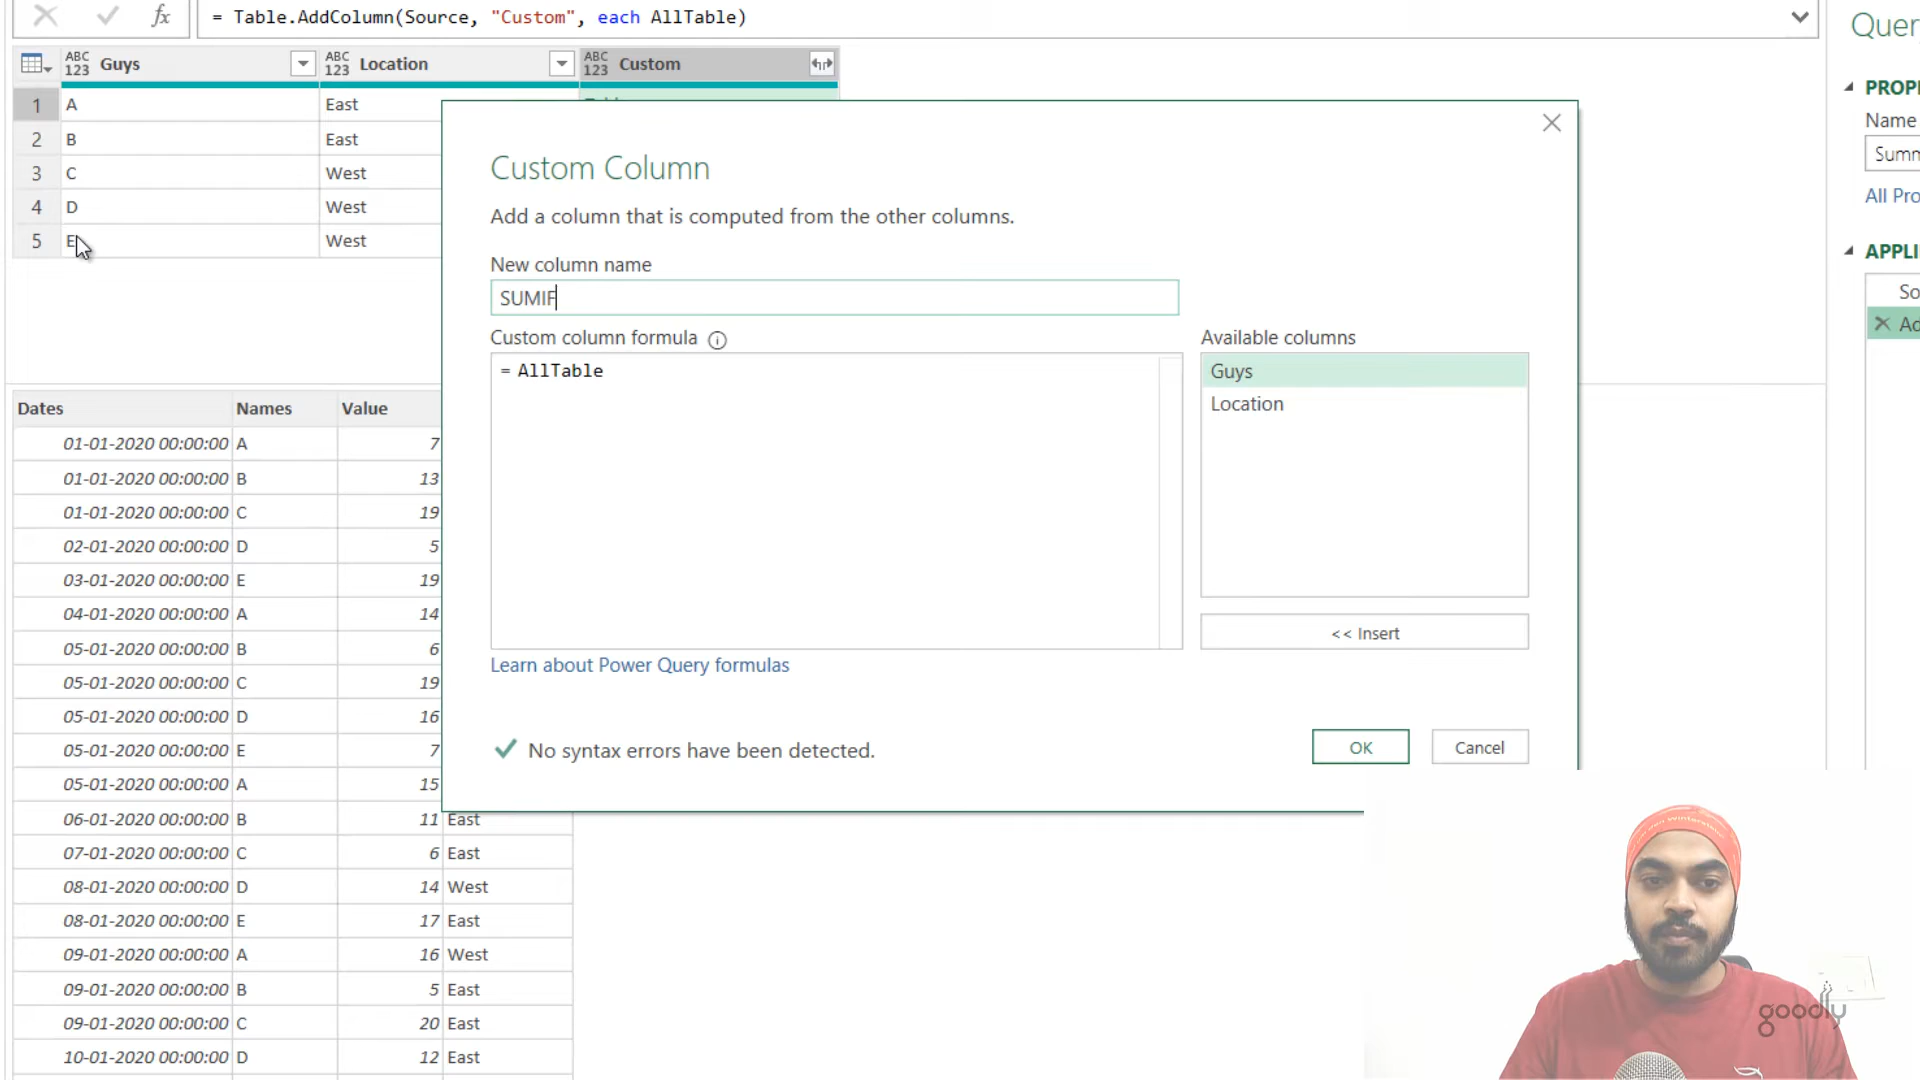 fx = Table.AddColumn(Source, "Custom", each AllTable)
ABC 123 Guys ABC 123 Location ABC 123 Custom
1 A East
2 B East
3 C West
4 D West
5 E West
Custom Column
Add a column that is computed from the other columns.
New column name
SUMIF
Custom column formula
= AllTable
Available columns
Guys
Location
<< Insert
Learn about Power Query formulas
No syntax errors have been detected.
OK Cancel
Dates Names Value
01-01-2020 00:00:00 A 7
01-01-2020 00:00:00 B 13
01-01-2020 00:00:00 C 19
02-01-2020 00:00:00 D 5
03-01-2020 00:00:00 E 19
04-01-2020 00:00:00 A 14
05-01-2020 00:00:00 B 6
05-01-2020 00:00:00 C 19
05-01-2020 00:00:00 D 16
05-01-2020 00:00:00 E 7
05-01-2020 00:00:00 A 15
06-01-2020 00:00:00 B 11 East
07-01-2020 00:00:00 C 6 East
08-01-2020 00:00:00 D 14 West
08-01-2020 00:00:00 E 17 East
09-01-2020 00:00:00 A 16 West
09-01-2020 00:00:00 B 5 East
09-01-2020 00:00:00 C 20 East
10-01-2020 00:00:00 D 12 East
Quer
PROPE
Name
Summ
All Pro
APPLI
So
Ad
goodly